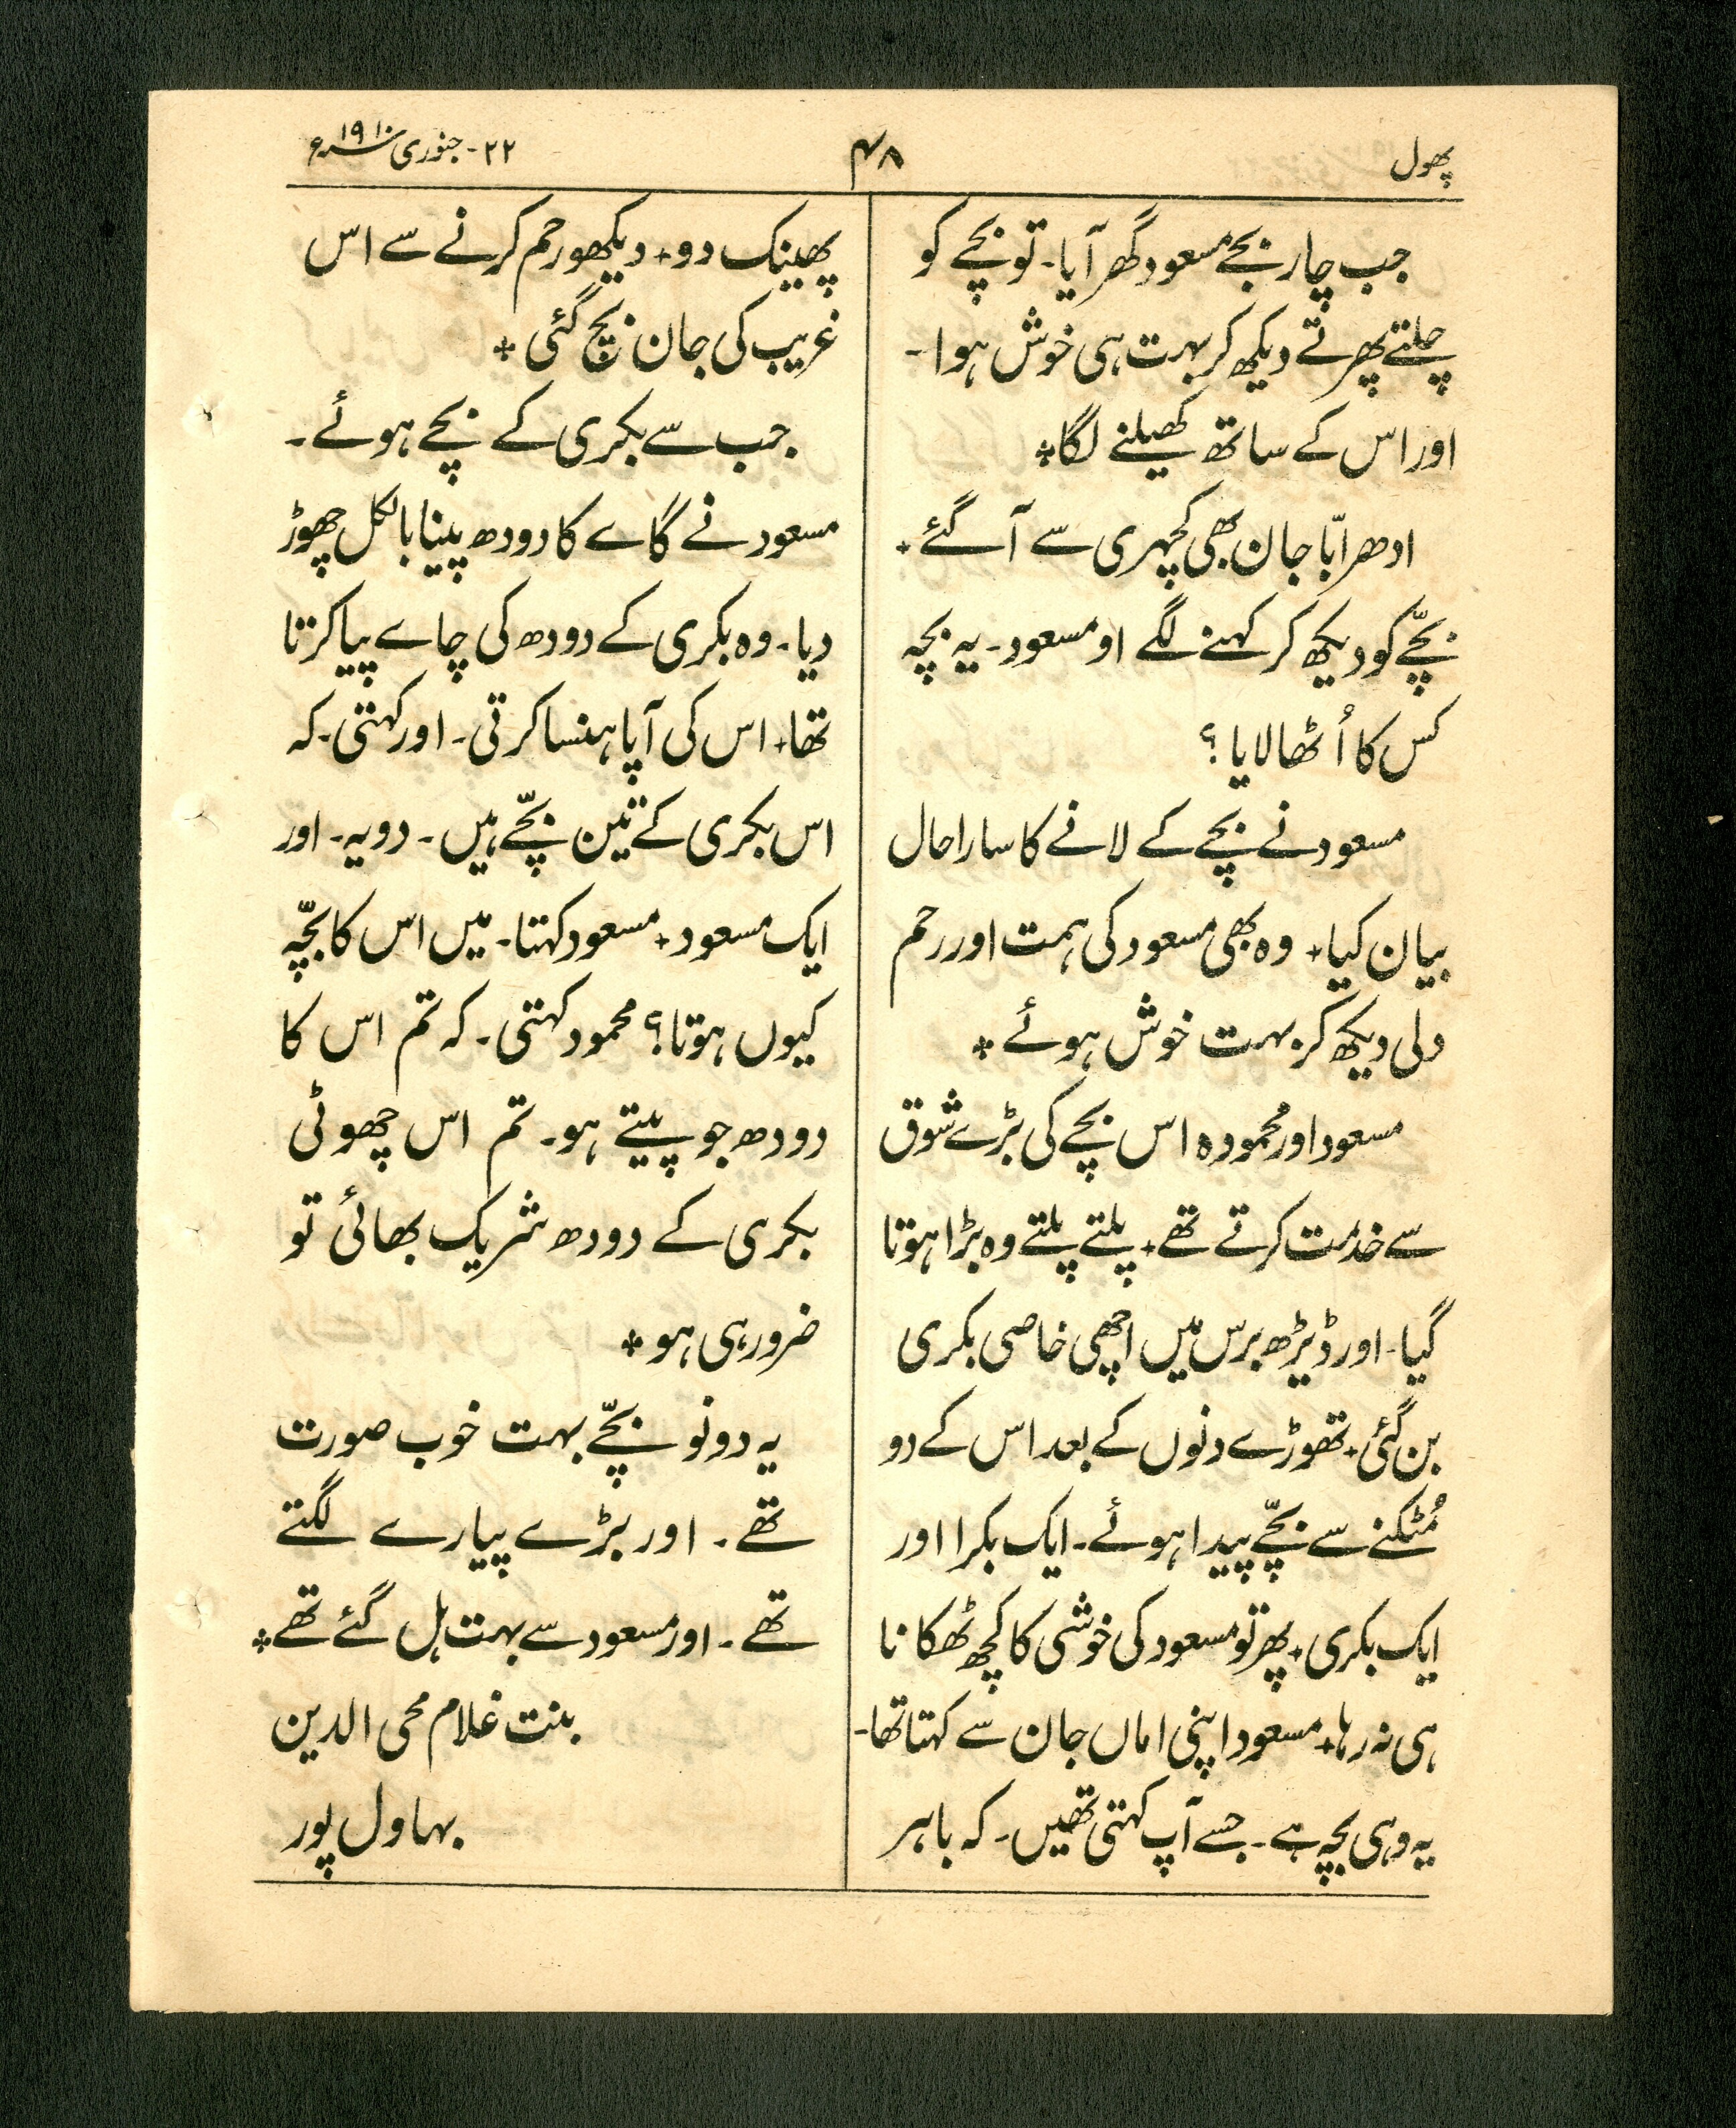 پھول
۴۸
۲۲- جنوری سنہ ۱۹۱۰ء
جب چار بجے مسعود گھر آیا۔ تو بچے کو
چلتے پھرتے دیکھ کر بہت ہی خوش ہوا۔
اور اس کے ساتھ کھیلنے لگا ٭
ادھر ابّا جان بھی کچہری سے آ گئے ٭
بچّے کو دیکھ کر کہنے لگے او مسعود۔ یہ بچہ
کس کا اُٹھا لایا ؟
مسعود نے بچے کے لانے کا سارا حال
بیان کیا ٭ وہ بھی مسعود کی ہمت اور رحم
دلی دیکھ کر بہت خوش ہوئے ٭
مسعود اور محمودہ اس بچے کی بڑے شوق
سے خدمت کرتے تھے ٭ پلتے پلتے وہ بڑا ہوتا
گیا۔ اور ڈیڑھ برس میں اچھی خاصی بکری
بن گئی ٭ تھوڑے دنوں کے بعد اس کے دو
مُٹکنے سے بچّے پیدا ہوئے۔ ایک بکرا اور
ایک بکری ٭ پھر تو مسعود کی خوشی کا کچھ ٹھکانا
ہی نہ رہا ٭ مسعود اپنی اماں جان سے کہتا تھا۔
یہ وہی بچہ ہے۔ جسے آپ کہتی تھیں۔ کہ باہر
پھینک دو ٭ دیکھو رحم کرنے سے اس
غریب کی جان بچ گئی ٭
جب سے بکری کے بچے ہوئے۔
مسعود نے گاے کا دودھ پینا بالکل چھوڑ
دیا۔ وہ بکری کے دودھ کی چاے پیا کرتا
تھا ٭ اس کی آپا ہنسا کرتی۔ اور کہتی۔ کہ
اس بکری کے تین بچّے ہیں۔ دو یہ۔ اور
ایک مسعود ٭ مسعود کہتا۔ میں اس کا بچّہ
کیوں ہوتا؟ محمود کہتی۔ کہ تم اس کا
دودھ جو پیتے ہو۔ تم اس چھوٹی
بکری کے دودھ شریک بھائی تو
ضرور ہی ہو ٭
یہ دونو بچّے بہت خوب صورت
تھے۔ اور بڑے پیارے لگتے
تھے۔ اور مسعود سے بہت ہل گئے تھے ٭
بنت غلام محی الدین
بہاول پور